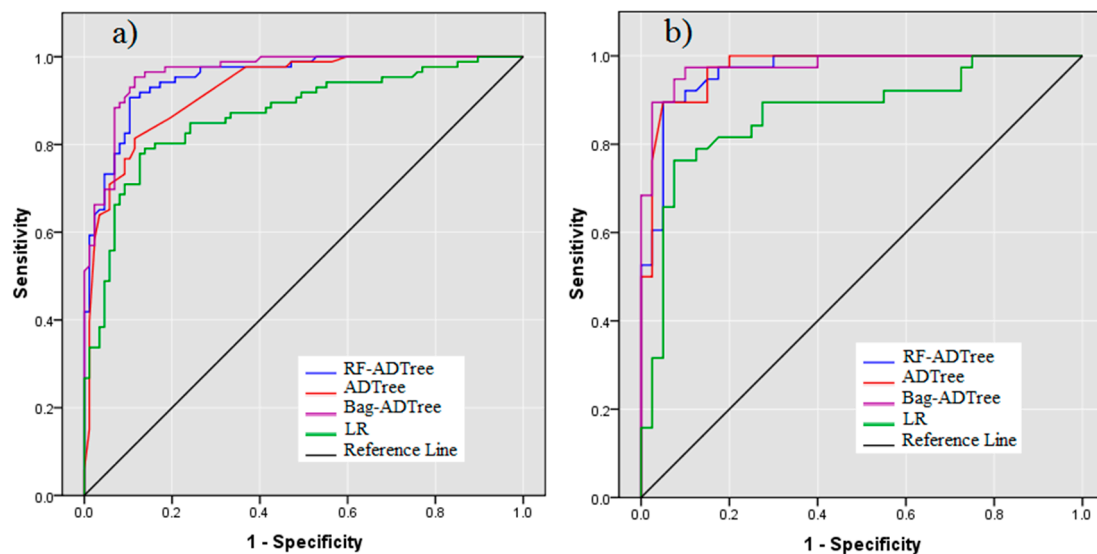 a)
1.0
0.8
0.6
0.4
0.2
0.0
Sensitivity
RF-ADTree
ADTree
Bag-ADTree
LR
Reference Line
0.0 0.2 0.4 0.6 0.8 1.0
1 - Specificity
b)
1.0
0.8
0.6
0.4
0.2
0.0
Sensitivity
RF-ADTree
ADTree
Bag-ADTree
LR
Reference Line
0.0 0.2 0.4 0.6 0.8 1.0
1 - Specificity